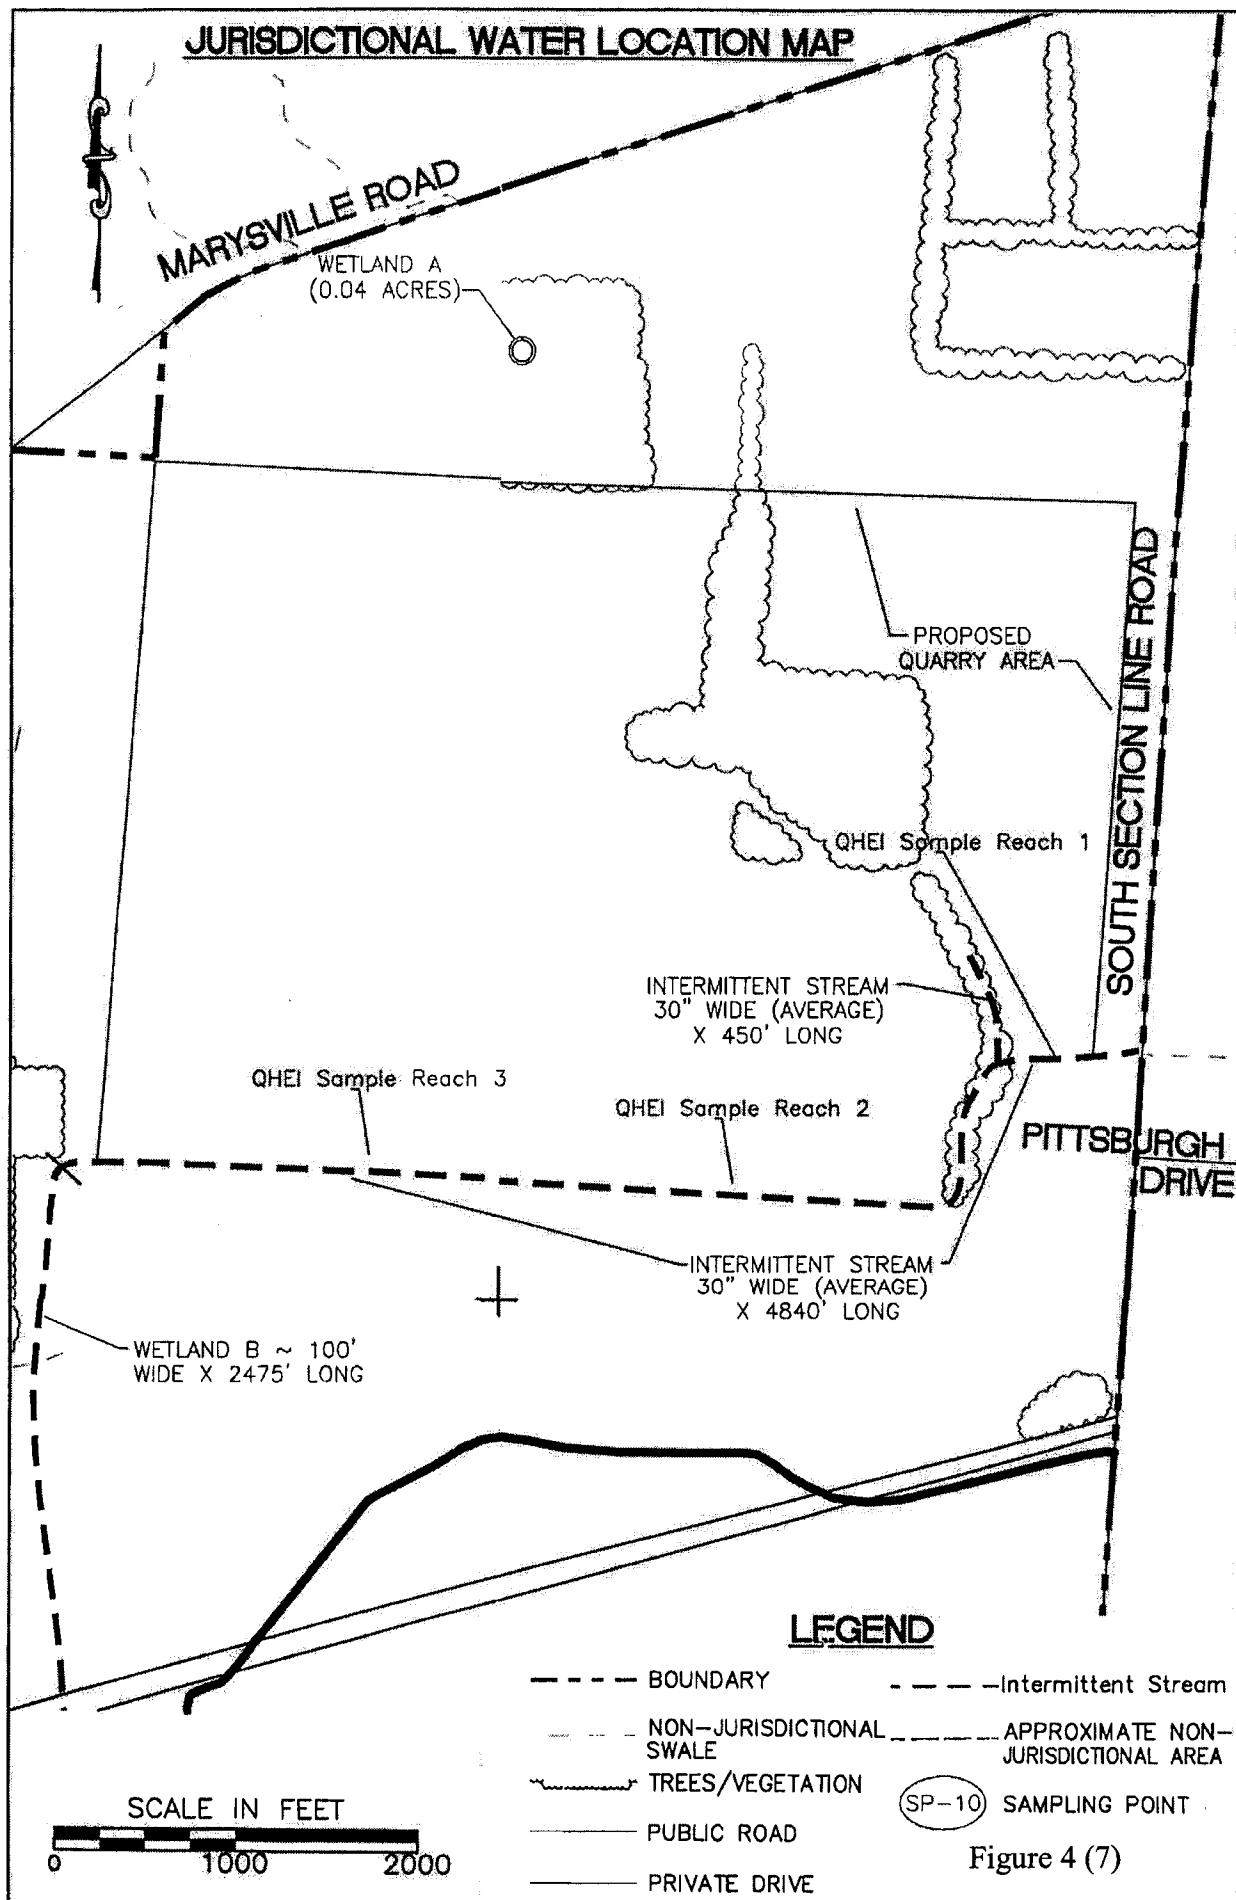 JURISDICTIONAL WATER LOCATION MAP
MARYSVILLE ROAD
WETLAND A
(0.04 ACRES)
PROPOSED
QUARRY AREA
SOUTH SECTION LINE ROAD
QHEI Sample Reach 1
INTERMITTENT STREAM
30" WIDE (AVERAGE)
X 450' LONG
QHEI Sample Reach 3
QHEI Sample Reach 2
PITTSBURGH
DRIVE
INTERMITTENT STREAM
30" WIDE (AVERAGE)
X 4840' LONG
WETLAND B ~ 100'
WIDE X 2475' LONG
LEGEND
BOUNDARY
Intermittent Stream
NON-JURISDICTIONAL
SWALE
APPROXIMATE NON-
JURISDICTIONAL AREA
TREES/VEGETATION
SP-10 SAMPLING POINT
PUBLIC ROAD
PRIVATE DRIVE
SCALE IN FEET
0 1000 2000
Figure 4 (7)